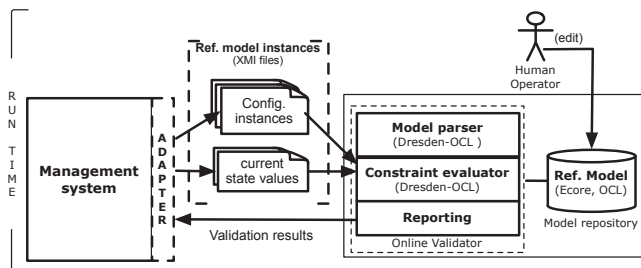 RUN TIME
Management
system
ADAPTER
Ref. model instances
(XMI files)
Config.
instances
current
state values
Validation results
Model parser
(Dresden-OCL )
Constraint evaluator
(Dresden-OCL)
Reporting
Online Validator
(edit)
Human
Operator
Ref. Model
(Ecore, OCL)
Model repository